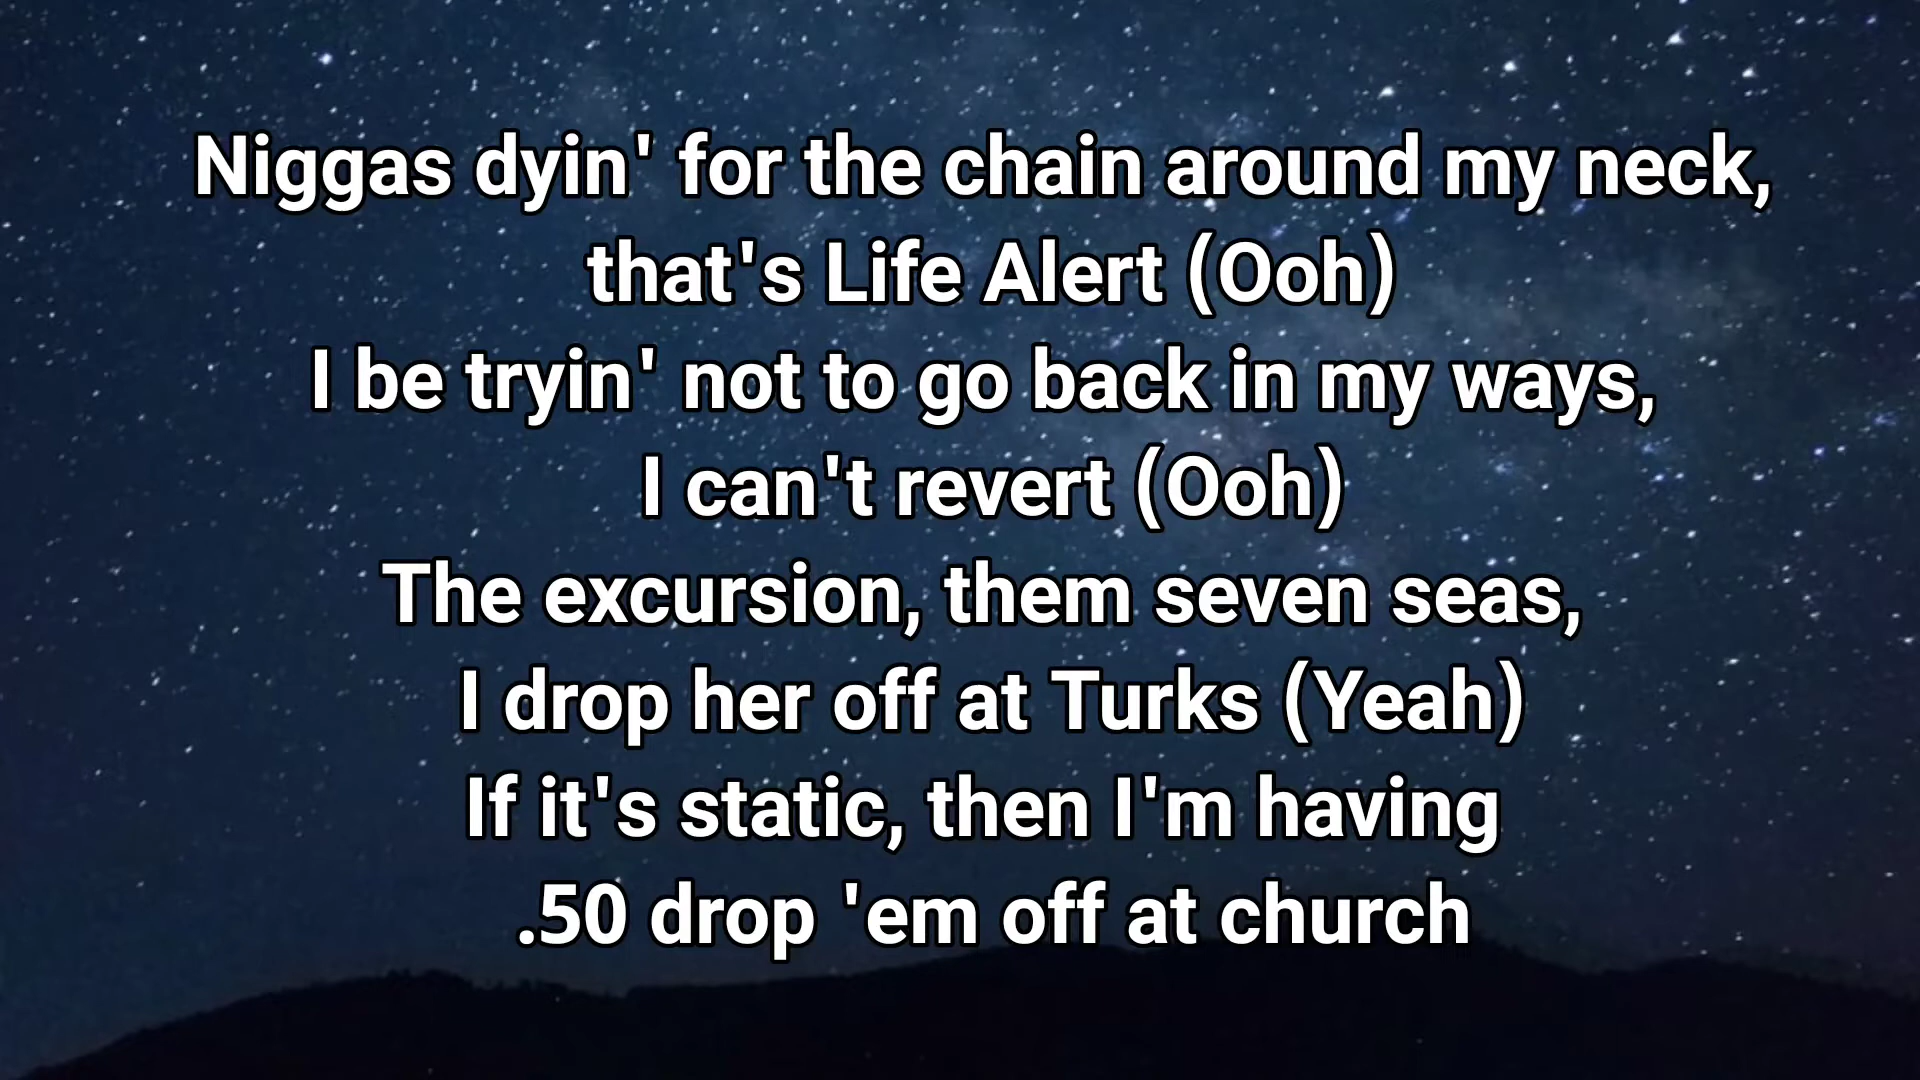 Niggas dyin' for the chain around my neck,
that's Life Alert (Ooh)
I be tryin' not to go back in my ways,
I can't revert (Ooh)
The excursion, them seven seas,
I drop her off at Turks (Yeah)
If it's static, then I'm having
.50 drop 'em off at church